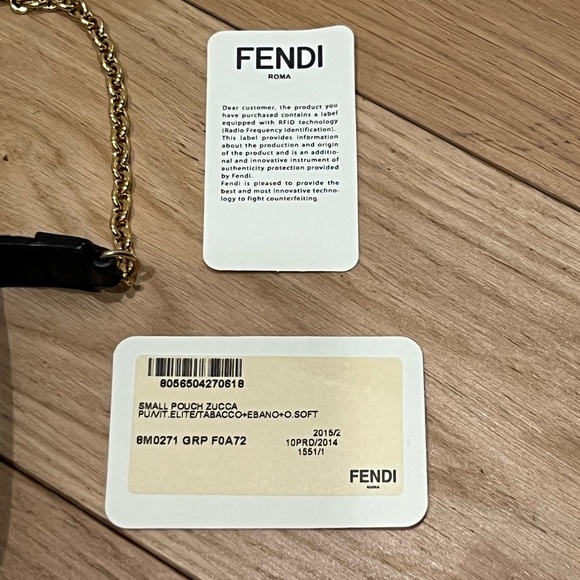 FENDI
ROMA
Dear customer, the product you
have purchased contains a label
equipped with RFID technology
(Radio Frequency Identification).
This label provides information
about the production and origin
of the product and is an additio-
nal and innovative instrument of
authenticity protection provided
by Fendi.
Fendi is pleased to provide the
best and most innovative techno-
logy to fight counterfeiting.
8056504270618
SMALL POUCH ZUCCA
PU/VIT.ELITE/TABACCO+EBANO+O.SOFT
2015/2
8M0271 GRP F0A72 10PRD/2014
1551/1
FENDI
ROMA